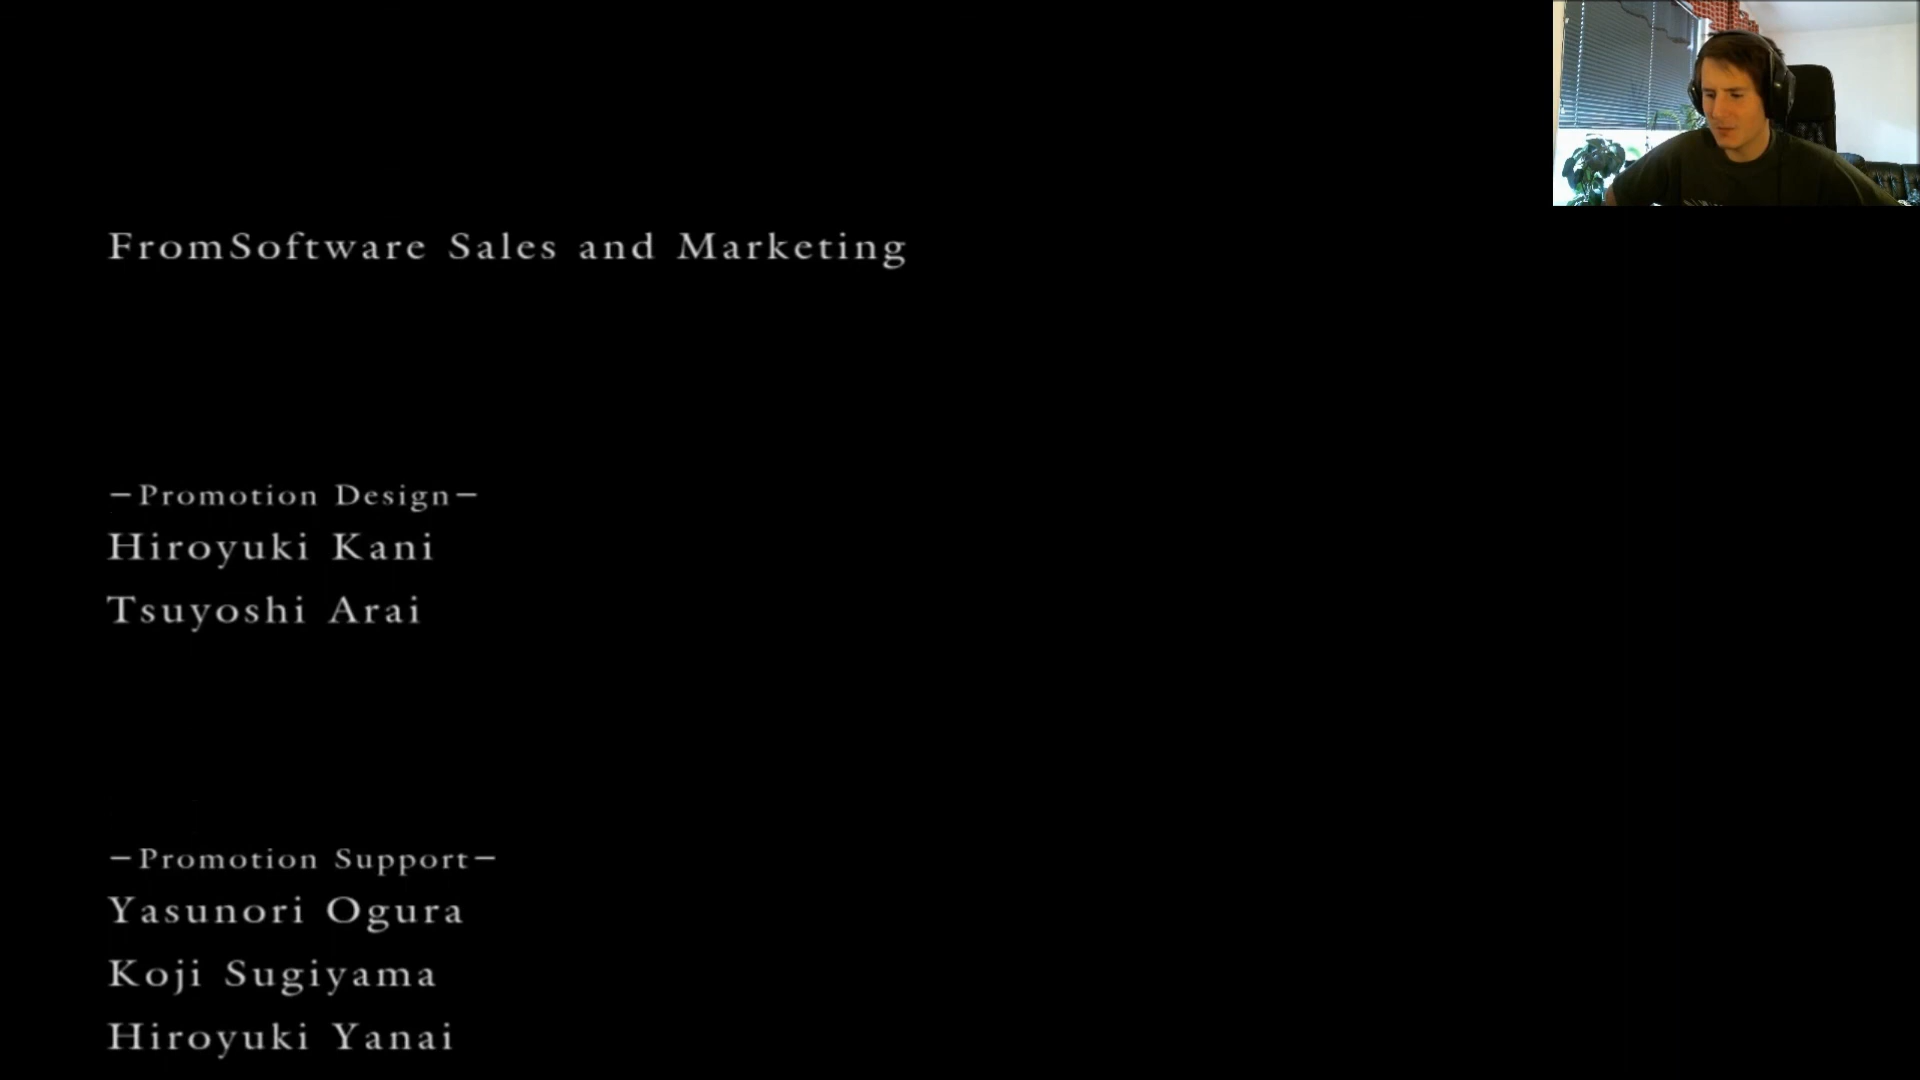 FromSoftware Sales and Marketing
—Promotion Design—
Hiroyuki Kani
Tsuyoshi Arai
—Promotion Support—
Yasunori Ogura
Koji Sugiyama
Hiroyuki Yanai